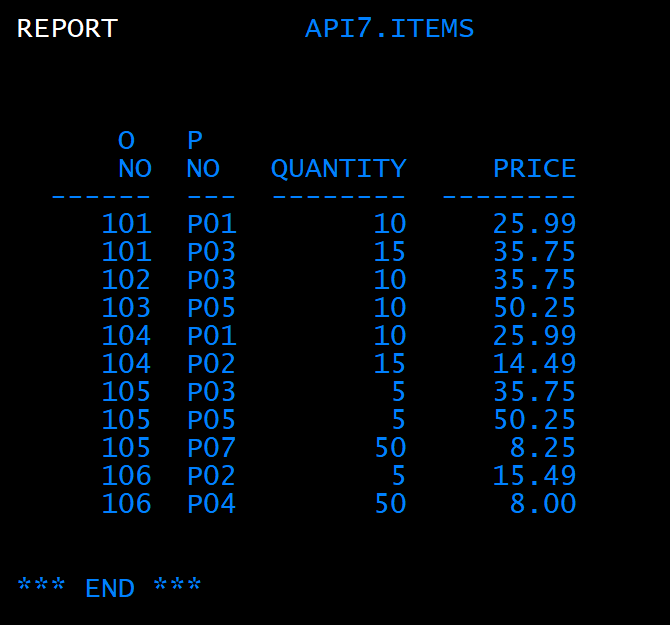 REPORT                 API7.ITEMS
      O   P
      NO  NO   QUANTITY     PRICE
  ------  ---  --------  --------
     101  P01        10     25.99
     101  P03        15     35.75
     102  P03        10     35.75
     103  P05        10     50.25
     104  P01        10     25.99
     104  P02        15     14.49
     105  P03         5     35.75
     105  P05         5     50.25
     105  P07        50      8.25
     106  P02         5     15.49
     106  P04        50      8.00
*** END ***